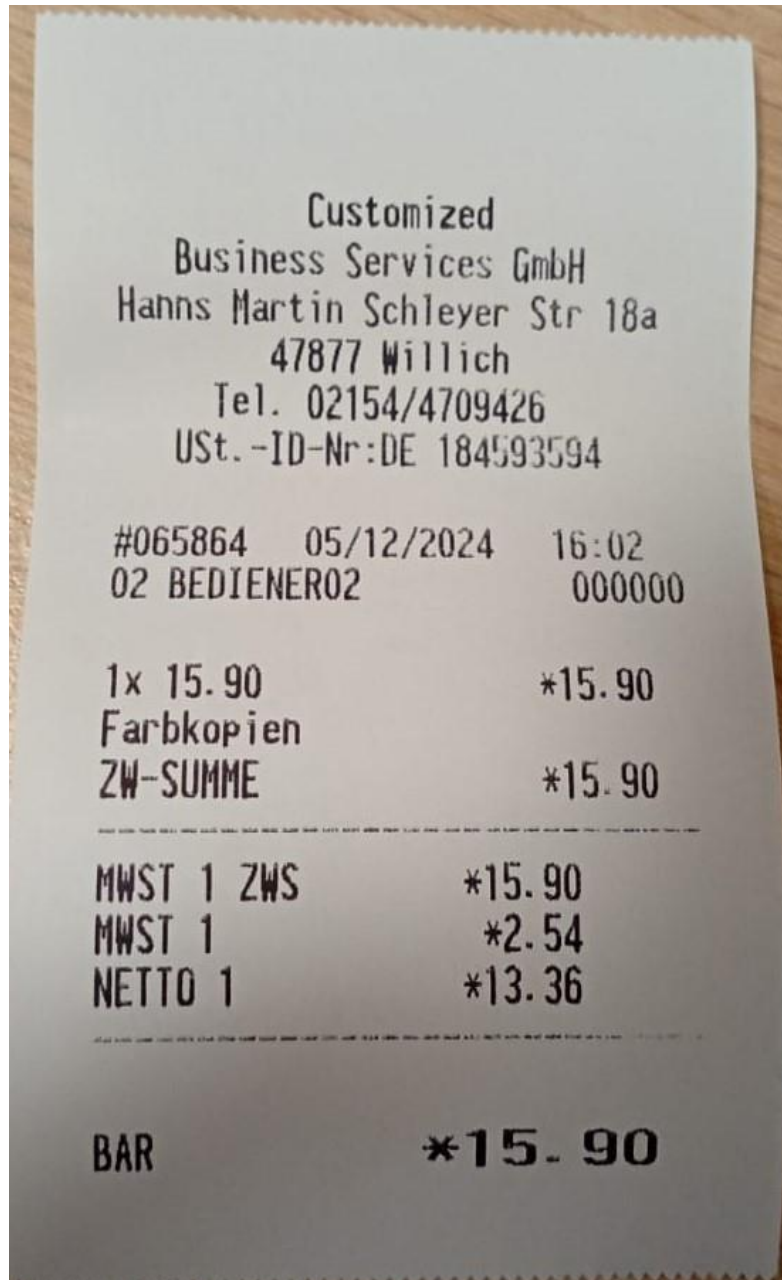 Customized
Business Services GmbH
Hanns Martin Schleyer Str 18a
47877 Willich
Tel. 02154/4709426
USt.-ID-Nr:DE 184593594
#065864 05/12/2024 16:02
02 BEDIENER02 000000
1x 15.90 *15.90
Farbkopien
ZW-SUMME *15.90
MWST 1 ZWS *15.90
MWST 1 *2.54
NETTO 1 *13.36
BAR *15.90